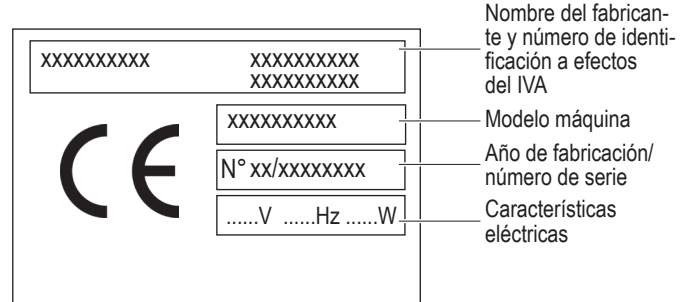 Nombre del fabrican-
te y número de identi-
ficación a efectos
del IVA
xxxxxxxxxx xxxxxxxxxx
xxxxxxxxxx
CE
xxxxxxxxxx
Modelo máquina
N° xx/xxxxxxxx
Año de fabricación/
número de serie
......V ......Hz ......W
Características
eléctricas